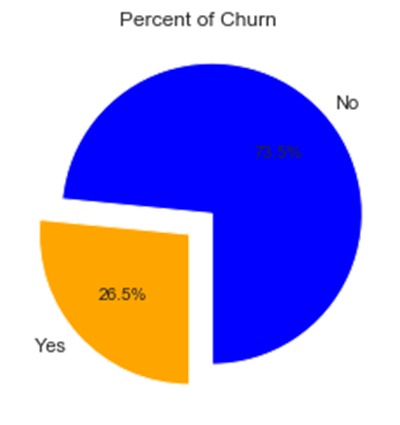 Percent of Churn
No
73.5%
26.5%
Yes